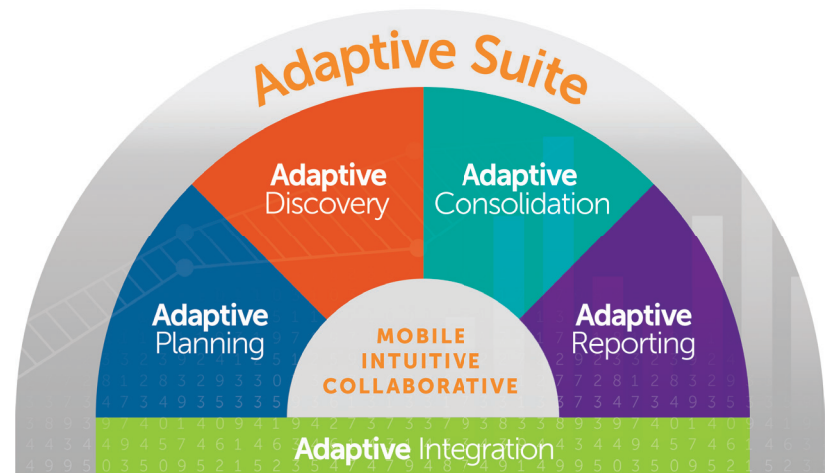 Adaptive Suite
Adaptive
Discovery
Adaptive
Consolidation
Adaptive
Planning
Adaptive
Reporting
MOBILE
INTUITIVE
COLLABORATIVE
Adaptive Integration